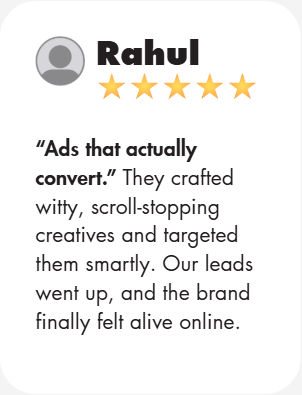 Rahul
“Ads that actually
convert.” They crafted
witty, scroll-stopping
creatives and targeted
them smartly. Our leads
went up, and the brand
finally felt alive online.